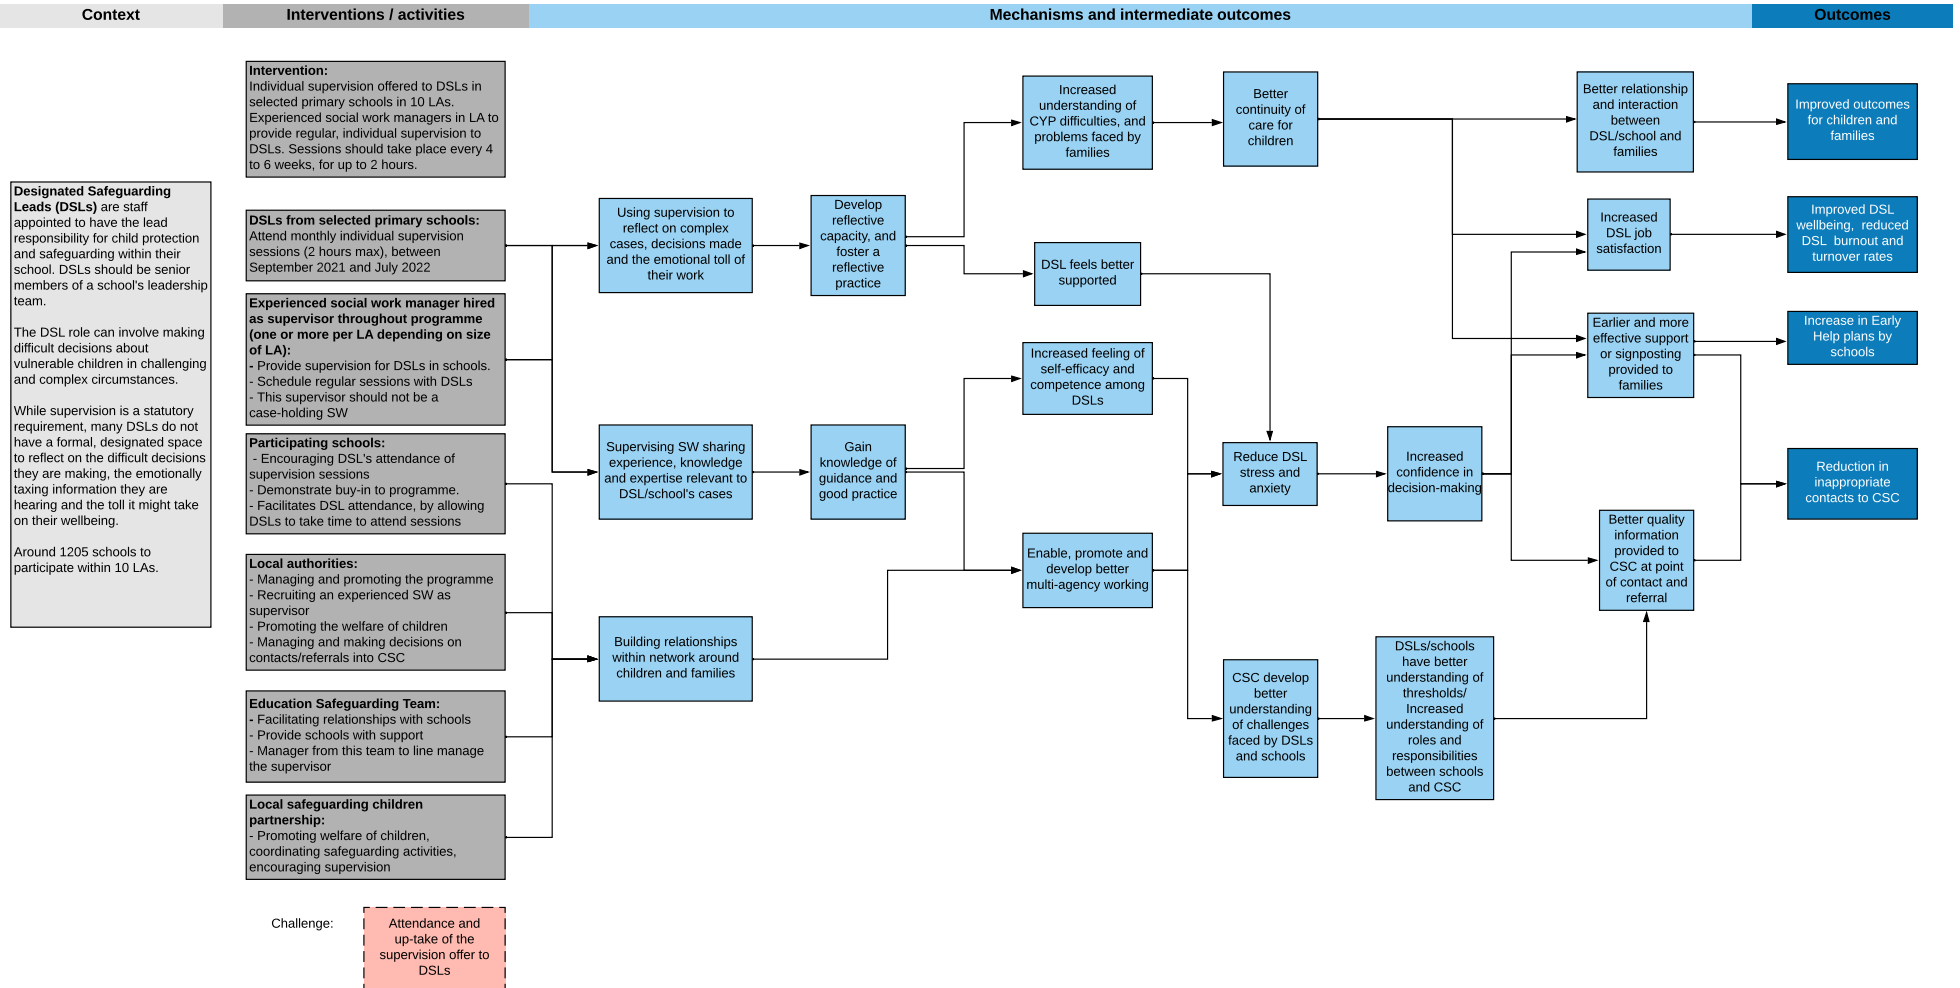 Context
Interventions / activities
Mechanisms and intermediate outcomes
Outcomes
Designated Safeguarding
Leads (DSLs) are staff
appointed to have the lead
responsibility for child protection
and safeguarding within their
school. DSLs should be senior
members of a school's leadership
team.
The DSL role can involve making
difficult decisions about
vulnerable children in challenging
and complex circumstances.
While supervision is a statutory
requirement, many DSLs do not
have a formal, designated space
to reflect on the difficult decisions
they are making, the emotionally
taxing information they are
hearing and the toll it might take
on their wellbeing.
Around 1205 schools to
participate within 10 LAs.
Intervention:
Individual supervision offered to DSLs in
selected primary schools in 10 LAs.
Experienced social work managers in LA to
provide regular, individual supervision to
DSLs. Sessions should take place every 4
to 6 weeks, for up to 2 hours.
DSLs from selected primary schools:
Attend monthly individual supervision
sessions (2 hours max), between
September 2021 and July 2022
Experienced social work manager hired
as supervisor throughout programme
(one or more per LA depending on size
of LA):
- Provide supervision for DSLs in schools.
- Schedule regular sessions with DSLs
- This supervisor should not be a
case-holding SW
Participating schools:
- Encouraging DSL's attendance of
supervision sessions
- Demonstrate buy-in to programme.
- Facilitates DSL attendance, by allowing
DSLs to take time to attend sessions
Local authorities:
- Managing and promoting the programme
- Recruiting an experienced SW as
supervisor
- Promoting the welfare of children
- Managing and making decisions on
contacts/referrals into CSC
Education Safeguarding Team:
- Facilitating relationships with schools
- Provide schools with support
- Manager from this team to line manage
the supervisor
Local safeguarding children
partnership:
- Promoting welfare of children,
coordinating safeguarding activities,
encouraging supervision
Challenge:
Attendance and
up-take of the
supervision offer to
DSLs
Using supervision to
reflect on complex
cases, decisions made
and the emotional toll of
their work
Supervising SW sharing
experience, knowledge
and expertise relevant to
DSL/school's cases
Building relationships
within network around
children and families
Develop
reflective
capacity, and
foster a
reflective
practice
Gain
knowledge of
guidance and
good practice
Increased
understanding of
CYP difficulties, and
problems faced by
families
DSL feels better
supported
Increased feeling of
self-efficacy and
competence among
DSLs
Enable, promote and
develop better
multi-agency working
Better
continuity of
care for
children
Reduce DSL
stress and
anxiety
CSC develop
better
understanding
of challenges
faced by DSLs
and schools
Increased
confidence in
decision-making
DSLs/schools
have better
understanding of
thresholds/
Increased
understanding of
roles and
responsibilities
between schools
and CSC
Better relationship
and interaction
between
DSL/school and
families
Increased
DSL job
satisfaction
Earlier and more
effective support
or signposting
provided to
families
Better quality
information
provided to
CSC at point
of contact and
referral
Improved outcomes
for children and
families
Improved DSL
wellbeing, reduced
DSL burnout and
turnover rates
Increase in Early
Help plans by
schools
Reduction in
inappropriate
contacts to CSC